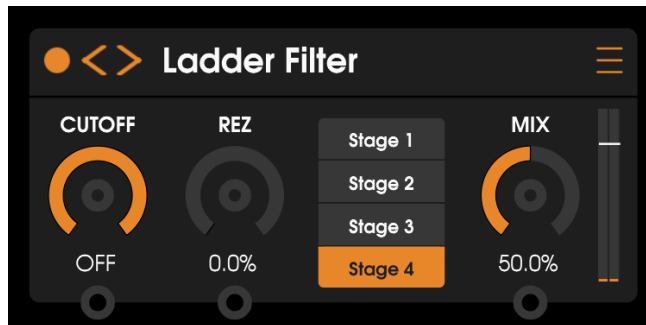 Ladder Filter
CUTOFF
OFF
REZ
0.0%
Stage 1
Stage 2
Stage 3
Stage 4
MIX
50.0%